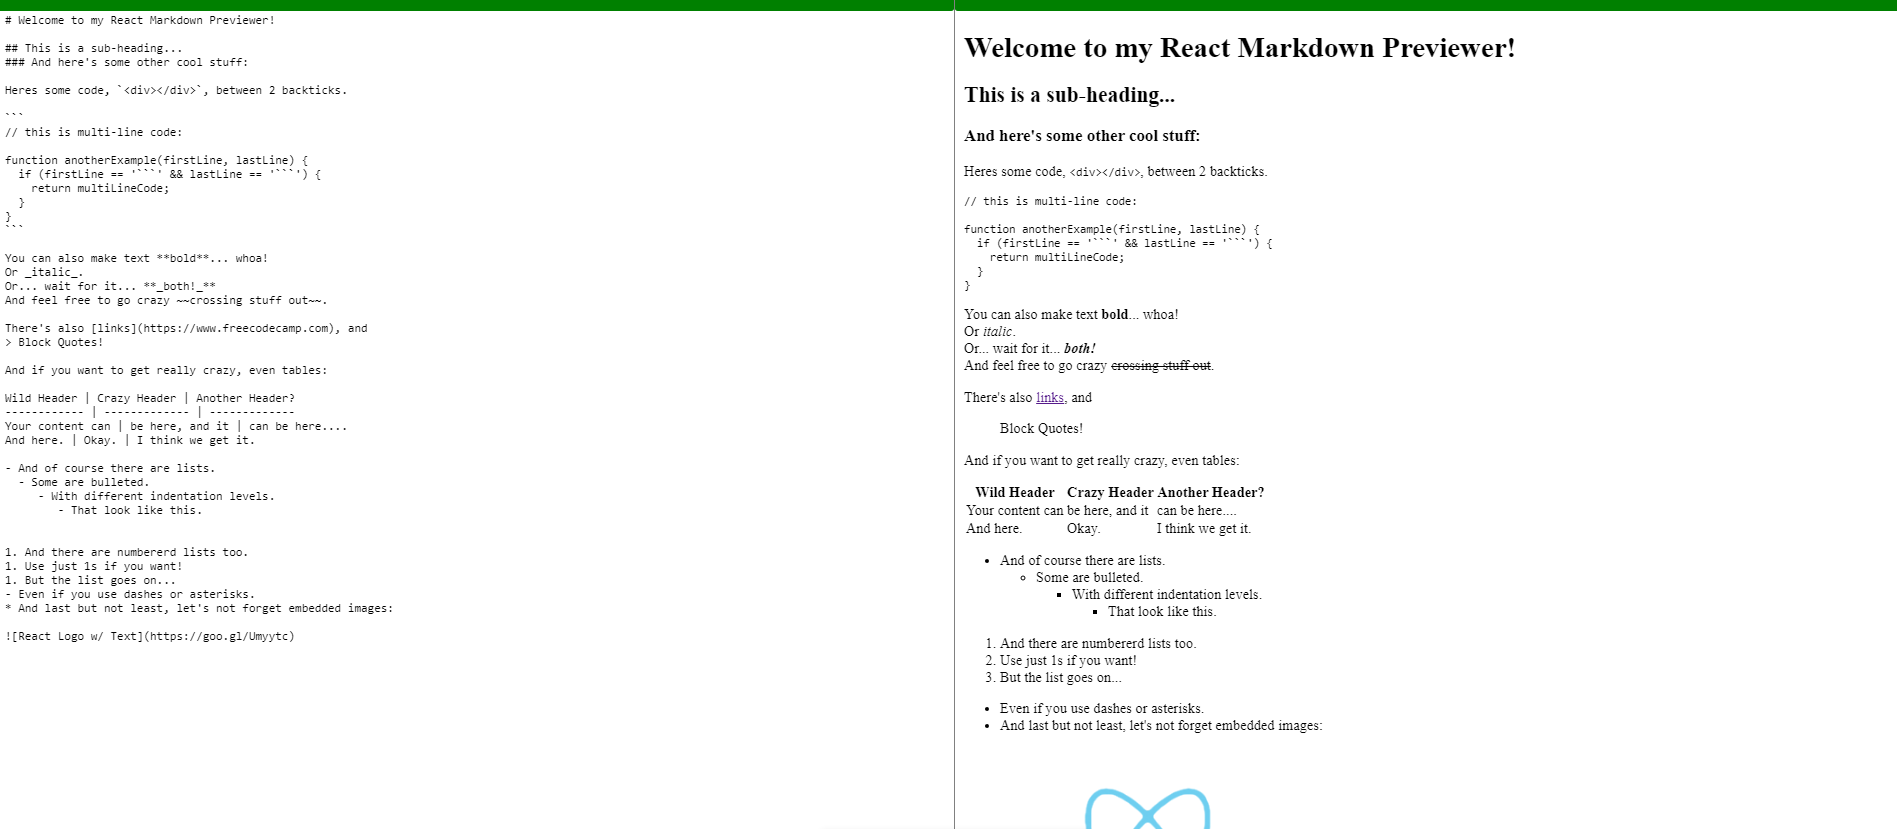 # Welcome to my React Markdown Previewer!
## This is a sub-heading...
### And here's some other cool stuff:
Heres some code, `<div></div>`, between 2 backticks.
```
// this is multi-line code:
function anotherExample(firstLine, lastLine) {
  if (firstLine == '```' && lastLine == '```') {
    return multiLineCode;
  }
}
```
You can also make text **bold**... whoa!
Or _italic_.
Or... wait for it... **_both!_**
And feel free to go crazy ~~crossing stuff out~~.
There's also [links](https://www.freecodecamp.com), and
> Block Quotes!
And if you want to get really crazy, even tables:
Wild Header | Crazy Header | Another Header?
------------ | ------------- | -------------
Your content can | be here, and it | can be here....
And here. | Okay. | I think we get it.
- And of course there are lists.
  - Some are bulleted.
     - With different indentation levels.
        - That look like this.
1. And there are numbererd lists too.
1. Use just 1s if you want!
1. But the list goes on...
- Even if you use dashes or asterisks.
* And last but not least, let's not forget embedded images:
![React Logo w/ Text](https://goo.gl/Umyytc)
Welcome to my React Markdown Previewer!
This is a sub-heading...
And here's some other cool stuff:
Heres some code, <div></div>, between 2 backticks.
// this is multi-line code:
function anotherExample(firstLine, lastLine) {
  if (firstLine == '```' && lastLine == '```') {
    return multiLineCode;
  }
}
You can also make text bold... whoa!
Or italic.
Or... wait for it... both!
And feel free to go crazy crossing stuff out.
There's also links, and
Block Quotes!
And if you want to get really crazy, even tables:
Wild Header Crazy Header Another Header?
Your content can be here, and it can be here....
And here. Okay. I think we get it.
• And of course there are lists.
◦ Some are bulleted.
▪ With different indentation levels.
▪ That look like this.
1. And there are numbererd lists too.
2. Use just 1s if you want!
3. But the list goes on...
• Even if you use dashes or asterisks.
• And last but not least, let's not forget embedded images: